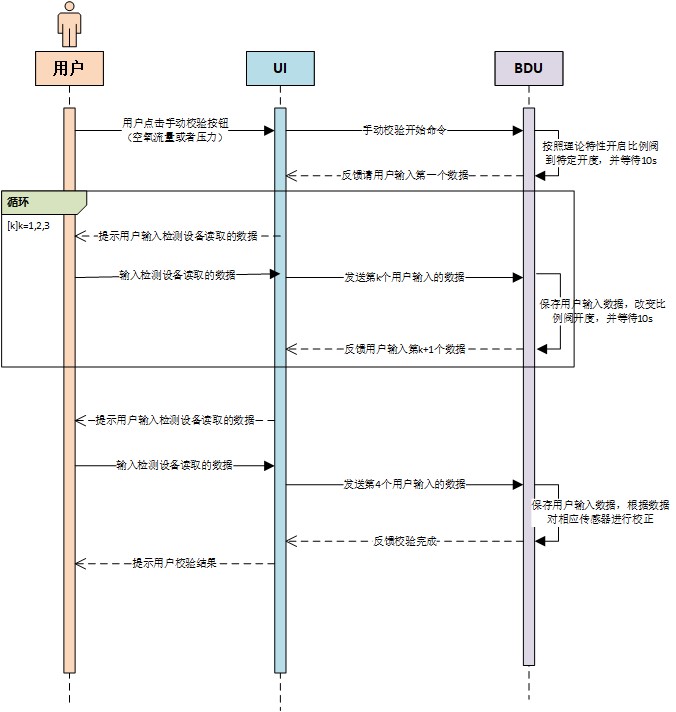 用户
UI
BDU
用户点击手动校验按钮
（空氧流量或者压力）
手动校验开始命令
按照理论特性开启比例阀
到特定开度，并等待10s
反馈请用户输入第一个数据
循环
[k]k=1,2,3
提示用户输入检测设备读取的数据
输入检测设备读取的数据
发送第k个用户输入的数据
保存用户输入数据，改变比
例阀开度，并等待10s
反馈用户输入第k+1个数据
提示用户输入检测设备读取的数据
输入检测设备读取的数据
发送第4个用户输入的数据
保存用户输入数据，根据数据
对相应传感器进行校正
反馈校验完成
提示用户校验结果